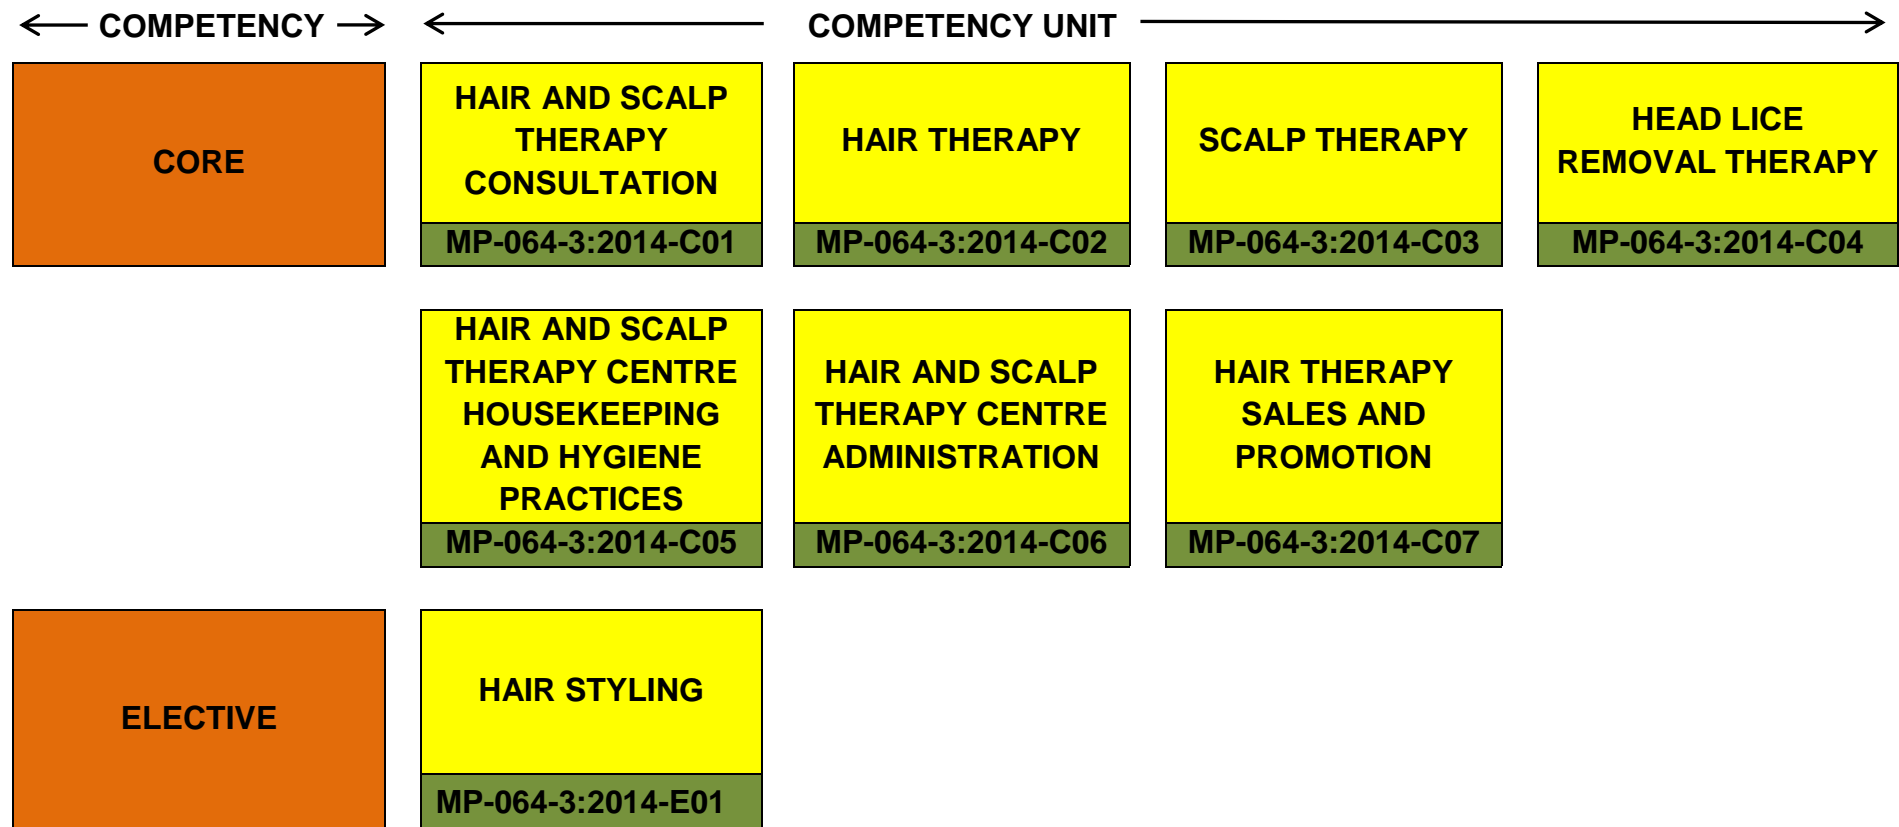 COMPETENCY
COMPETENCY UNIT
CORE
HAIR AND SCALP
THERAPY
CONSULTATION
MP-064-3:2014-C01
HAIR THERAPY
MP-064-3:2014-C02
SCALP THERAPY
MP-064-3:2014-C03
HEAD LICE
REMOVAL THERAPY
MP-064-3:2014-C04
HAIR AND SCALP
THERAPY CENTRE
HOUSEKEEPING
AND HYGIENE
PRACTICES
MP-064-3:2014-C05
HAIR AND SCALP
THERAPY CENTRE
ADMINISTRATION
MP-064-3:2014-C06
HAIR THERAPY
SALES AND
PROMOTION
MP-064-3:2014-C07
ELECTIVE
HAIR STYLING
MP-064-3:2014-E01